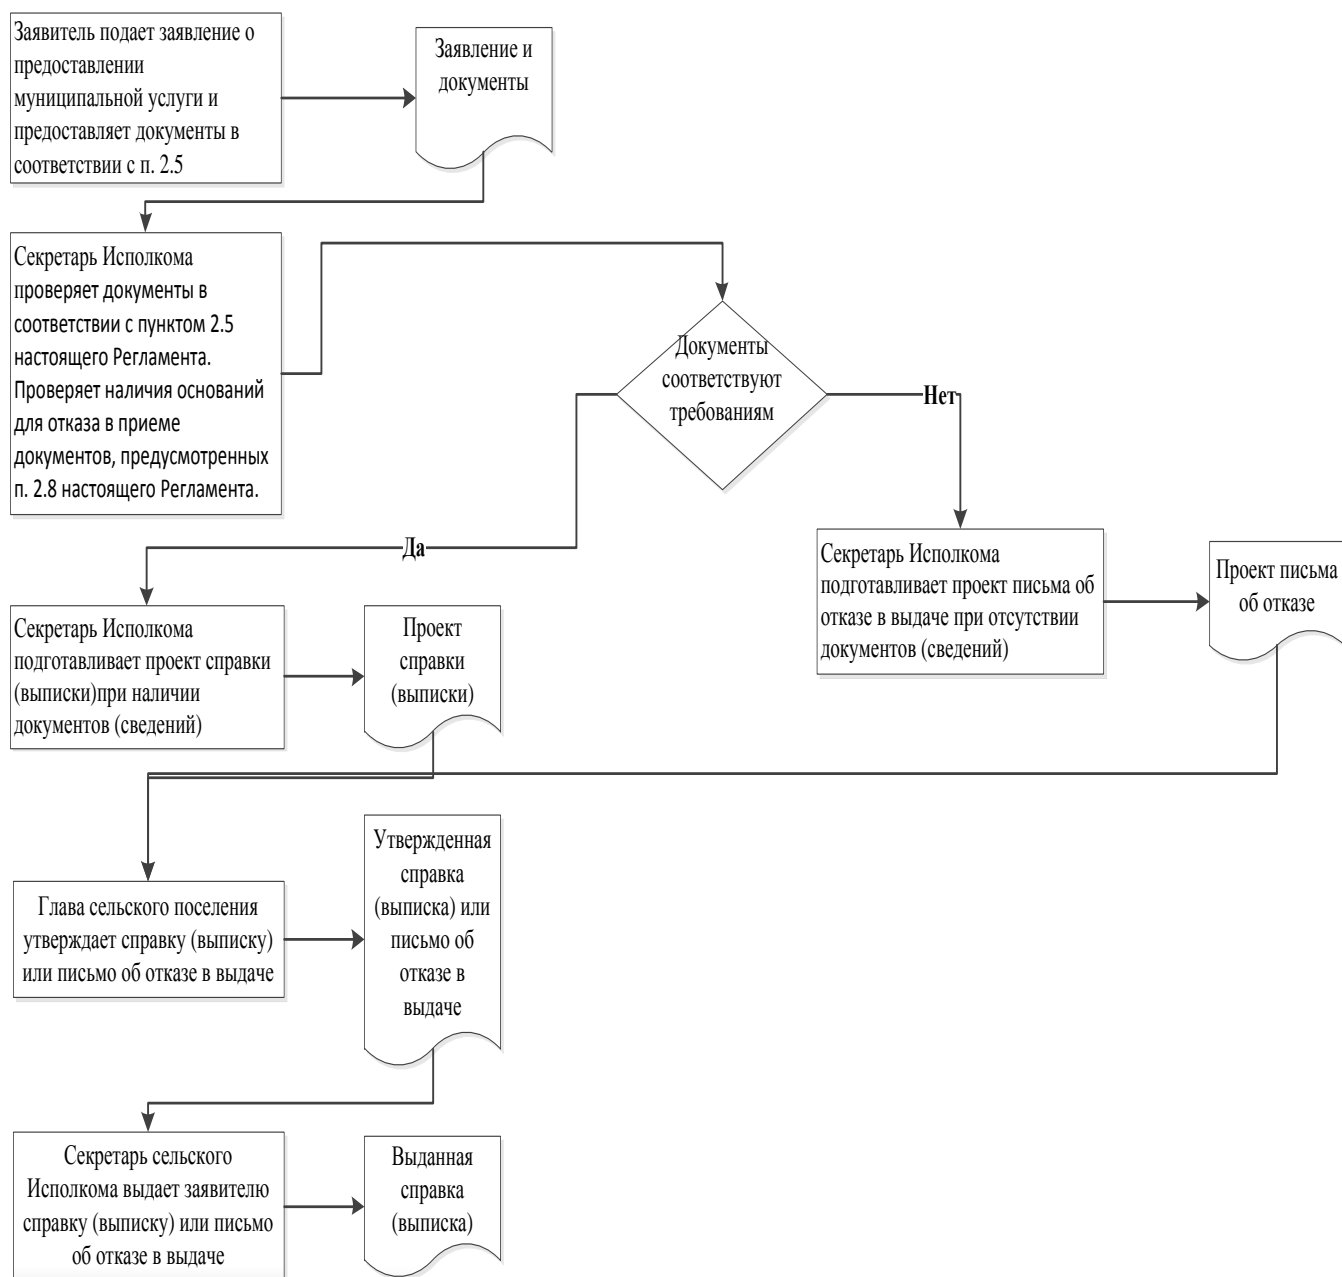 Заявитель подает заявление о
предоставлении
муниципальной услуги и
предоставляет документы в
соответствии с п. 2.5
Заявление и
документы
Секретарь Исполкома
проверяет документы в
соответствии с пунктом 2.5
настоящего Регламента.
Проверяет наличия оснований
для отказа в приеме
документов, предусмотренных
п. 2.8 настоящего Регламента.
Документы
соответствуют
требованиям
Нет
Да
Секретарь Исполкома
подготавливает проект письма об
отказе в выдаче при отсутствии
документов (сведений)
Проект письма
об отказе
Секретарь Исполкома
подготавливает проект справки
(выписки)при наличии
документов (сведений)
Проект
справки
(выписки)
Глава сельского поселения
утверждает справку (выписку)
или письмо об отказе в выдаче
Утвержденная
справка
(выписка) или
письмо об
отказе в
выдаче
Секретарь сельского
Исполкома выдает заявителю
справку (выписку) или письмо
об отказе в выдаче
Выданная
справка
(выписка)